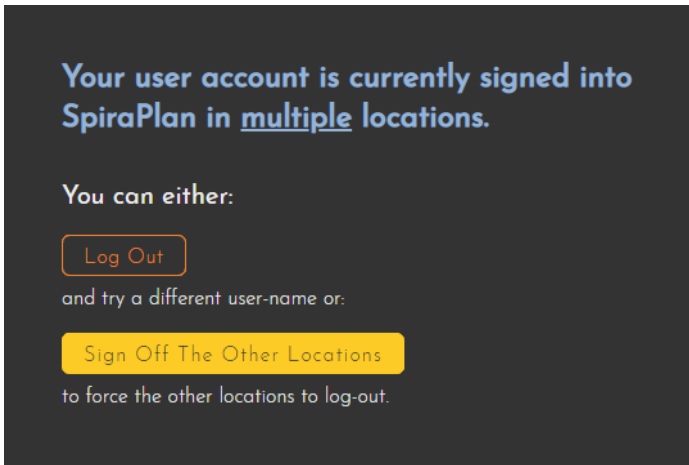 Your user account is currently signed into
SpiraPlan in multiple locations.
You can either:
Log Out
and try a different user-name or:
Sign Off The Other Locations
to force the other locations to log-out.